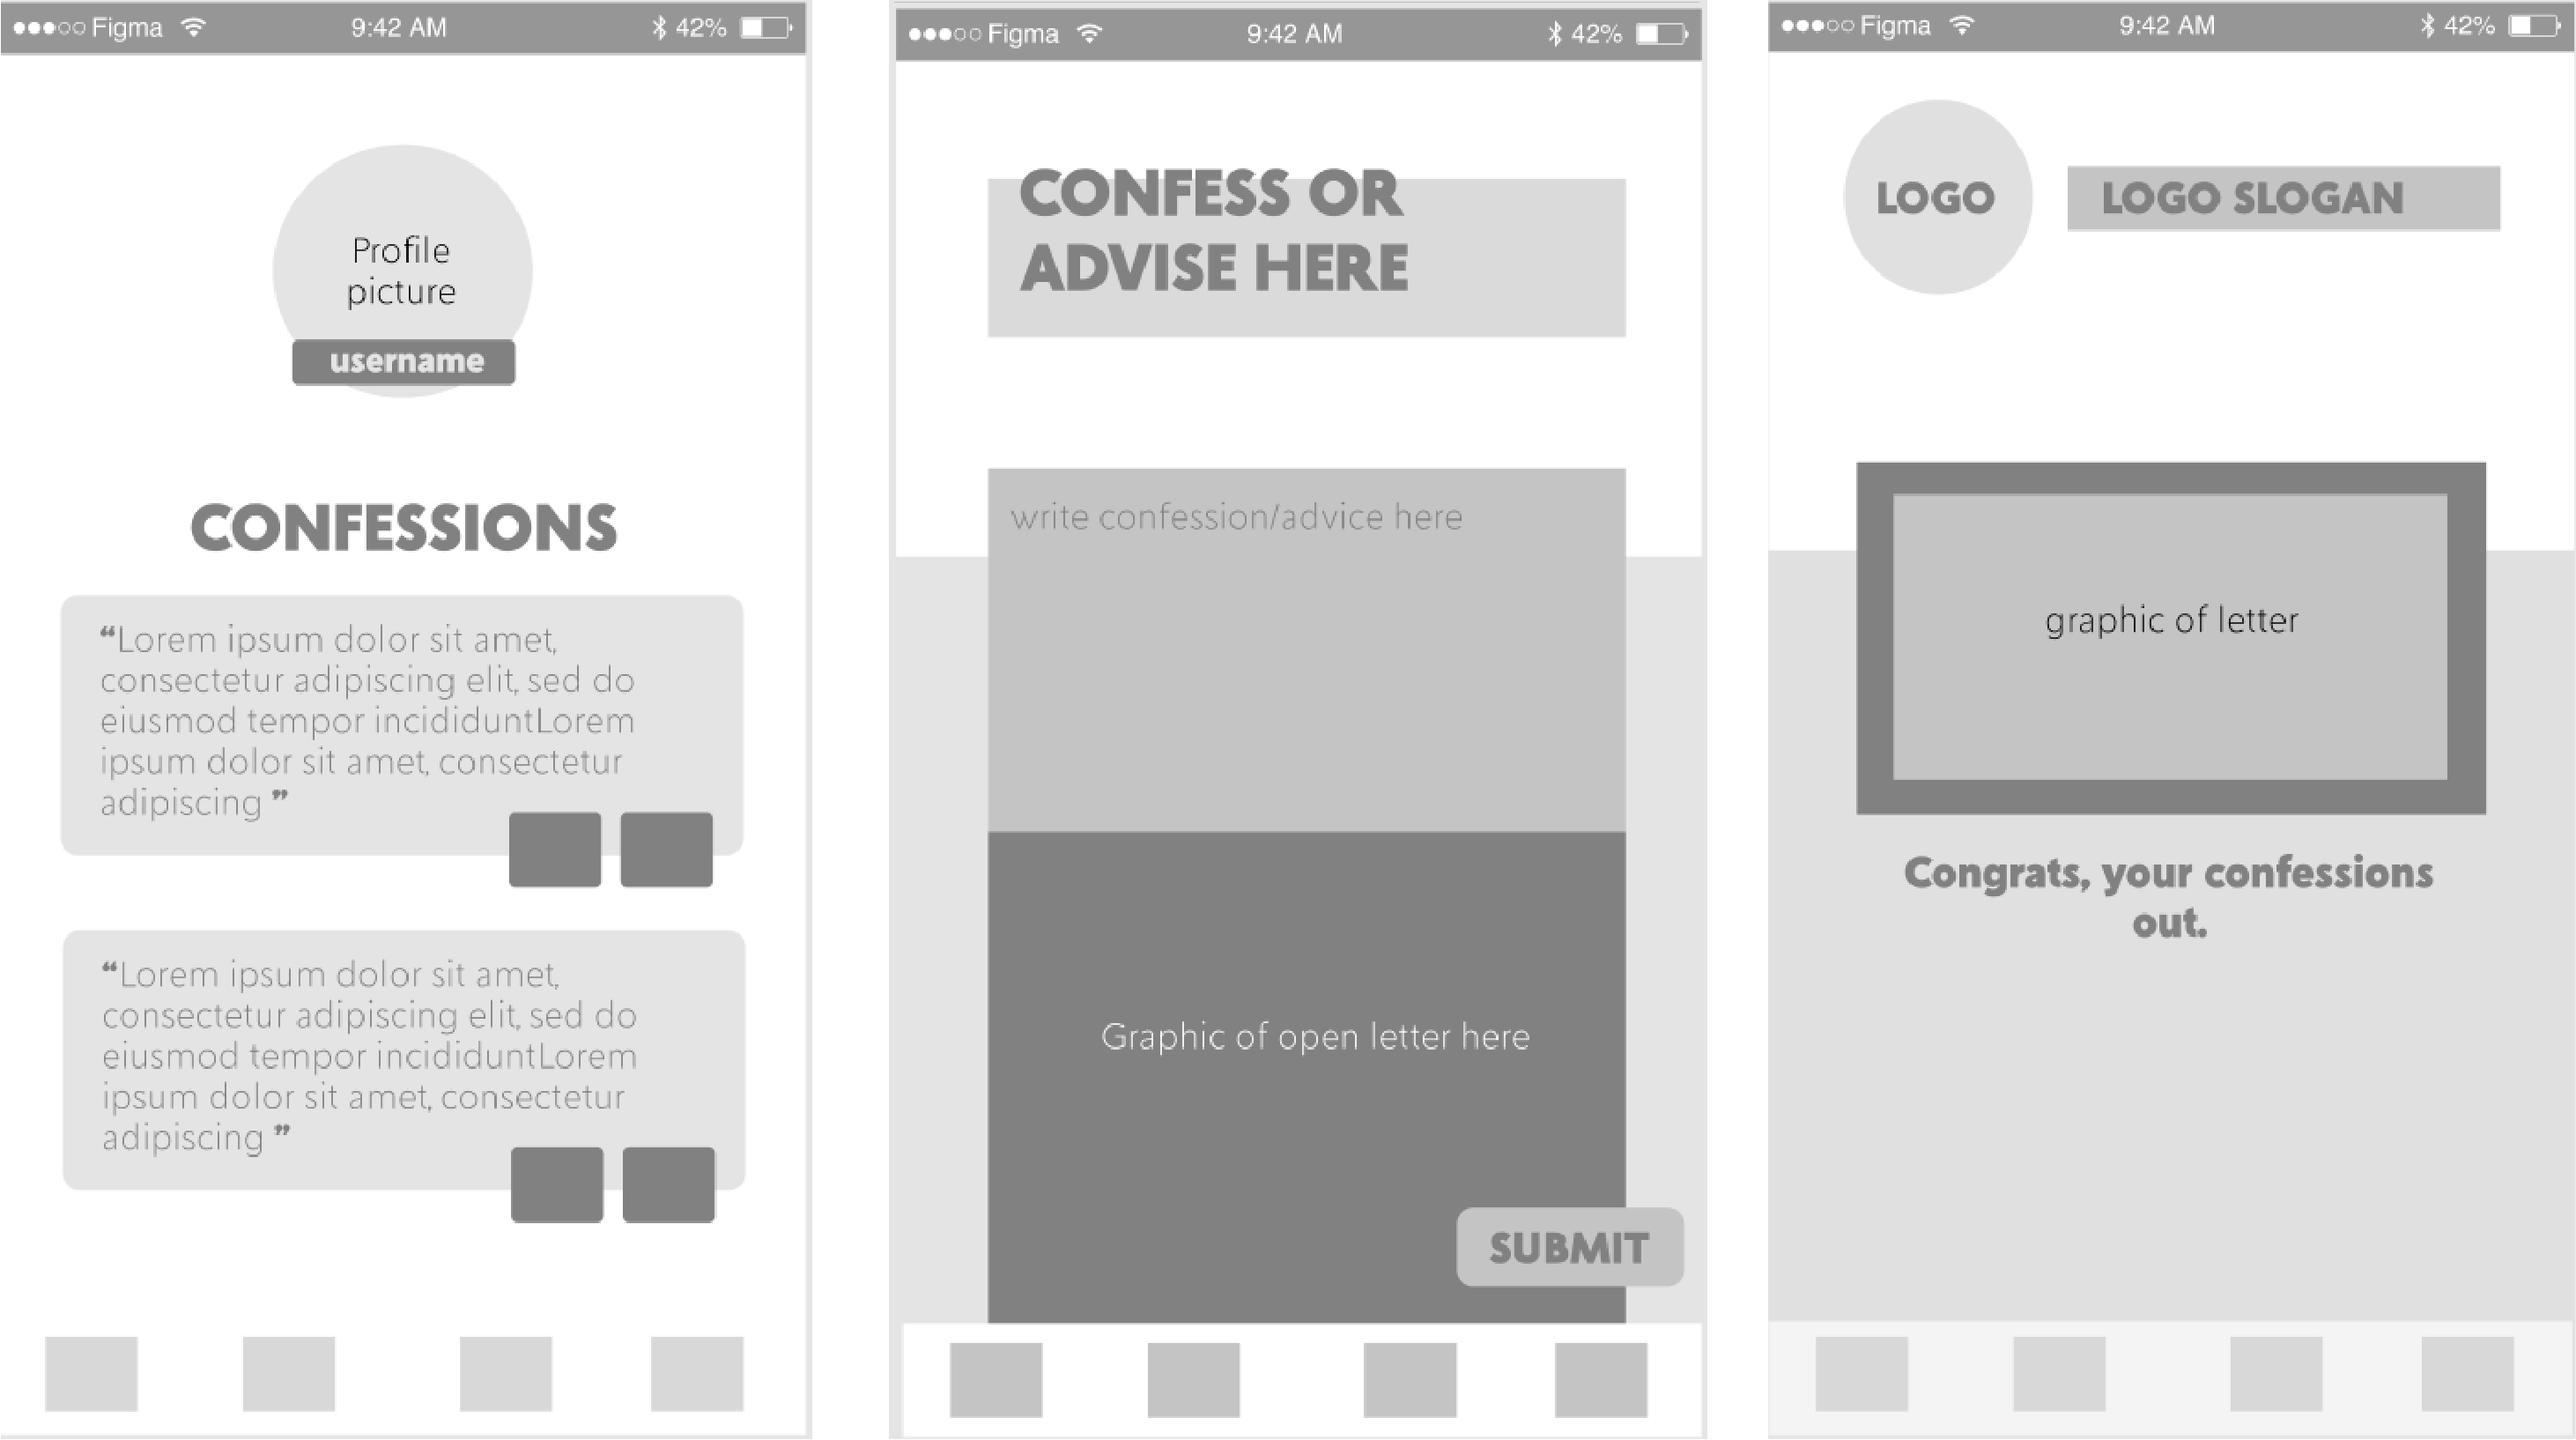 Figma 9:42 AM 42%
Profile
picture
username
CONFESSIONS
“Lorem ipsum dolor sit amet,
consectetur adipiscing elit, sed do
eiusmod tempor incididuntLorem
ipsum dolor sit amet, consectetur
adipiscing ”
“Lorem ipsum dolor sit amet,
consectetur adipiscing elit, sed do
eiusmod tempor incididuntLorem
ipsum dolor sit amet, consectetur
adipiscing ”
Figma 9:42 AM 42%
CONFESS OR
ADVISE HERE
write confession/advice here
Graphic of open letter here
SUBMIT
Figma 9:42 AM 42%
LOGO
LOGO SLOGAN
graphic of letter
Congrats, your confessions
out.